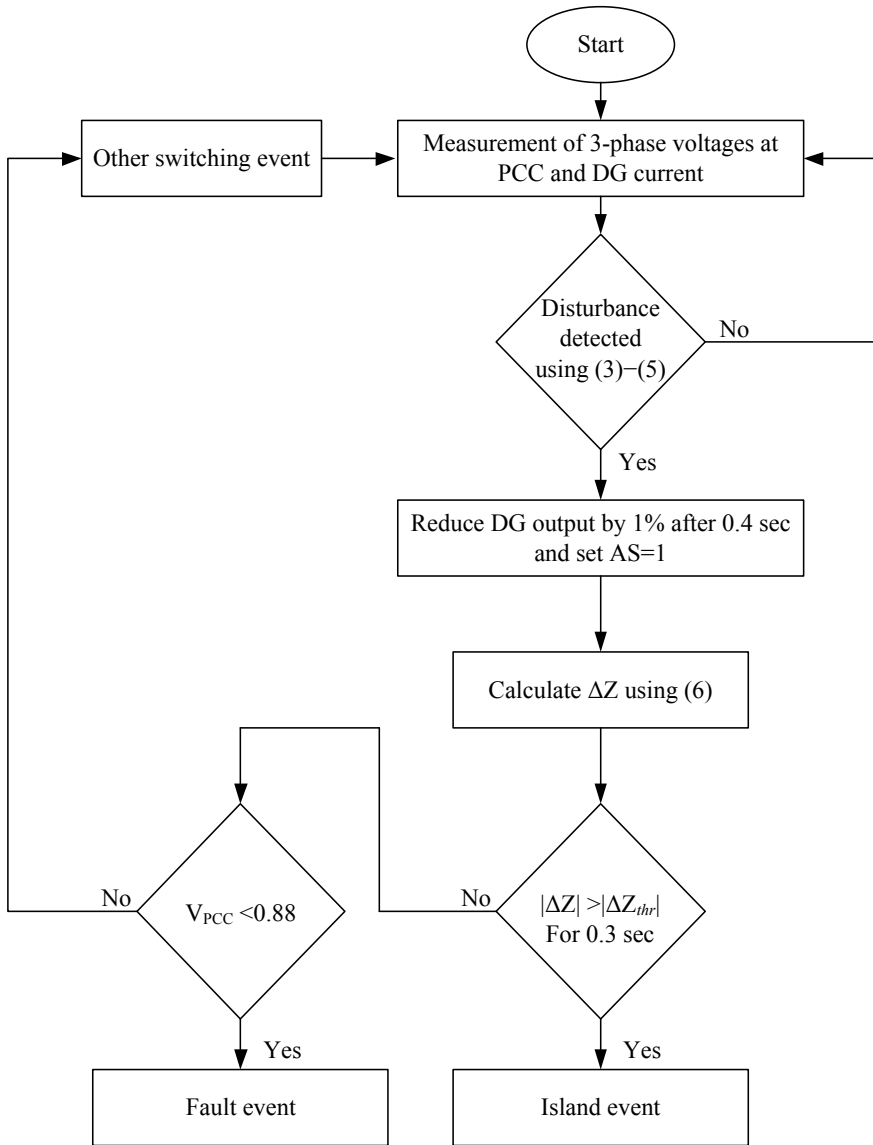 Start
Other switching event
Measurement of 3-phase voltages at
PCC and DG current
Disturbance
detected
using (3)−(5)
No
Yes
Reduce DG output by 1% after 0.4 sec
and set AS=1
Calculate ΔZ using (6)
No
V_PCC <0.88
No
|ΔZ| >|ΔZ_thr|
For 0.3 sec
Yes
Yes
Fault event
Island event